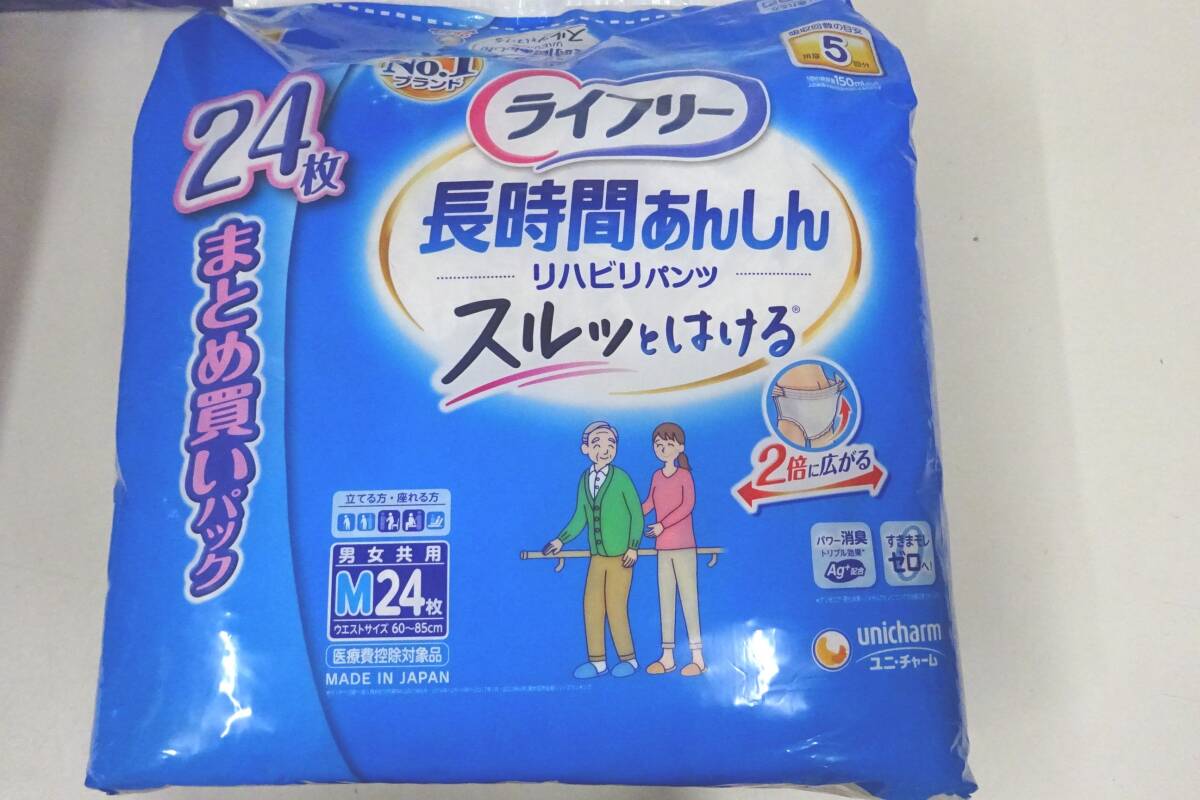 No.1
ブランド
吸収回数の目安
排尿5回分
24枚
まとめ買いパック
ライフリー
長時間あんしん
リハビリパンツ
スルッとはける®
2倍に広がる
立てる方・座れる方
男女共用
M24枚
ウエストサイズ 60〜85cm
医療費控除対象品
MADE IN JAPAN
パワー消臭
トリプル効果*
Ag+配合
すきまモレ
ゼロへ!
unicharm
ユニ・チャーム